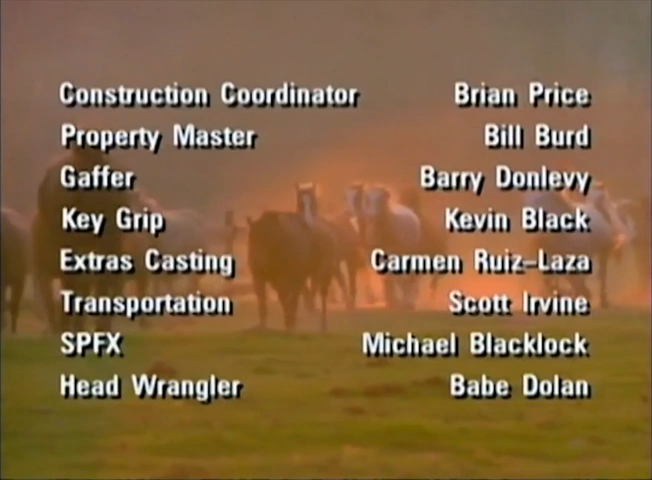 Construction Coordinator Brian Price
Property Master Bill Burd
Gaffer Barry Donlevy
Key Grip Kevin Black
Extras Casting Carmen Ruiz-Laza
Transportation Scott Irvine
SPFX Michael Blacklock
Head Wrangler Babe Dolan